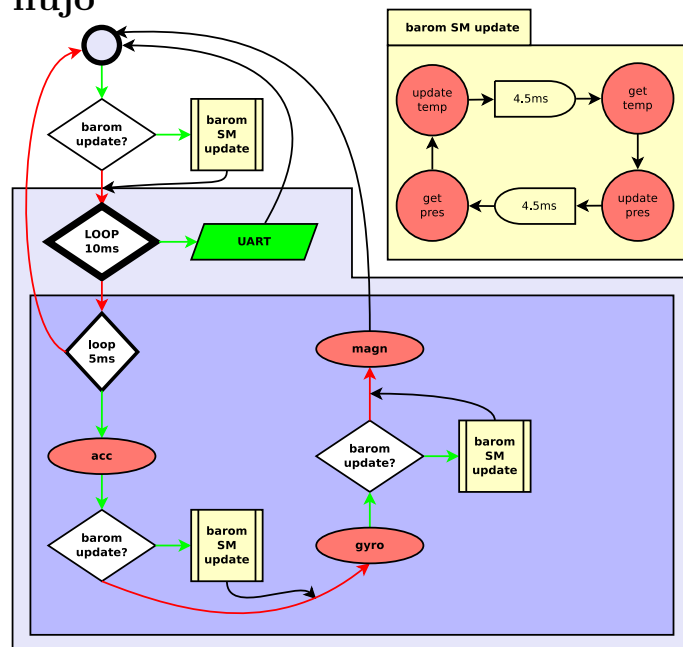 flujo
barom SM update
update
temp
4.5ms
get
temp
get
pres
4.5ms
update
pres
barom
update?
barom
SM
update
LOOP
10ms
UART
loop
5ms
magn
acc
barom
update?
barom
SM
update
barom
update?
barom
SM
update
gyro